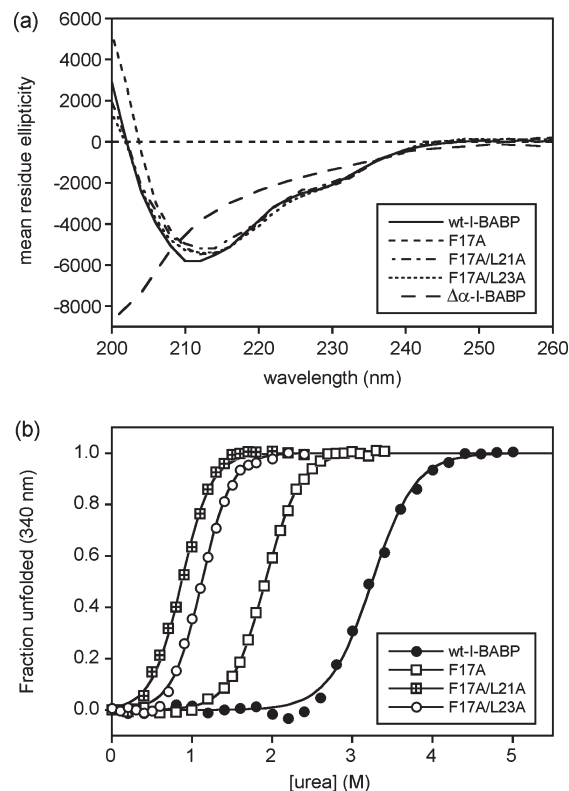 (a)
6000
4000
2000
0
-2000
-4000
-6000
-8000
mean residue ellipticity
wt-I-BABP
F17A
F17A/L21A
F17A/L23A
Δα-I-BABP
200 210 220 230 240 250 260
wavelength (nm)
(b)
1.0
0.8
0.6
0.4
0.2
0.0
Fraction unfolded (340 nm)
wt-I-BABP
F17A
F17A/L21A
F17A/L23A
0 1 2 3 4 5
[urea] (M)